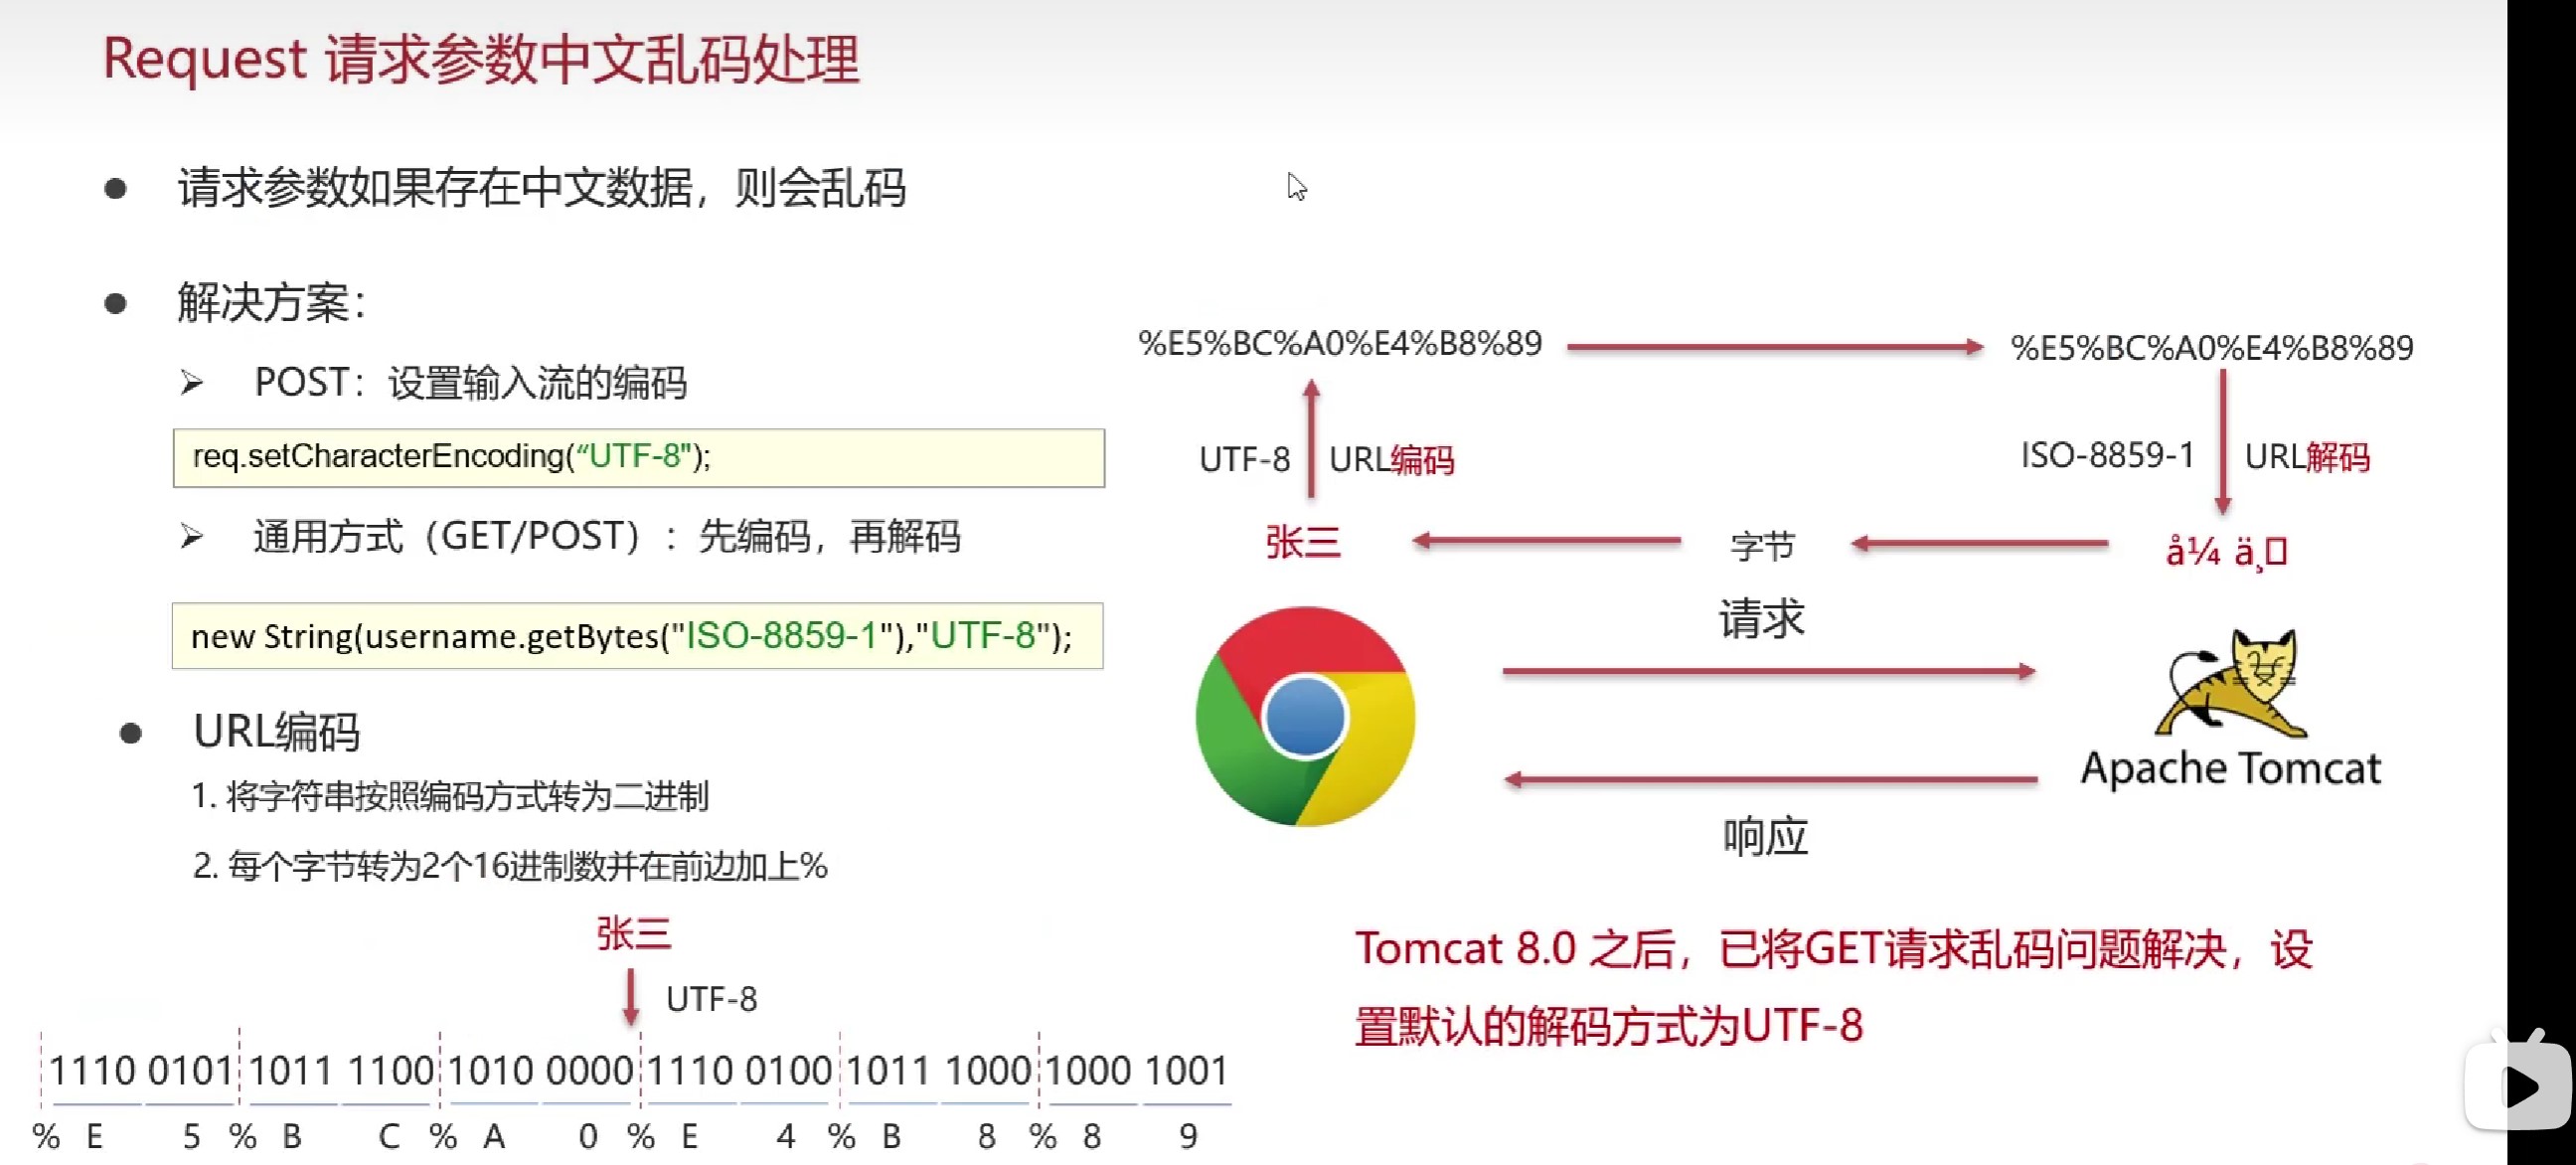 Request 请求参数中文乱码处理
请求参数如果存在中文数据，则会乱码
解决方案：
POST：设置输入流的编码
req.setCharacterEncoding(“UTF-8");
通用方式（GET/POST）：先编码，再解码
new String(username.getBytes("ISO-8859-1"),"UTF-8");
URL编码
1. 将字符串按照编码方式转为二进制
2. 每个字节转为2个16进制数并在前边加上%
张三
UTF-8
1110 0101 1011 1100 1010 0000 1110 0100 1011 1000 1000 1001
% E 5 % B C % A 0 % E 4 % B 8 % 8 9
%E5%BC%A0%E4%B8%89
%E5%BC%A0%E4%B8%89
UTF-8 URL编码
ISO-8859-1 URL解码
张三
字节
å¼ ä¸□
请求
Apache Tomcat
响应
Tomcat 8.0 之后，已将GET请求乱码问题解决，设
置默认的解码方式为UTF-8